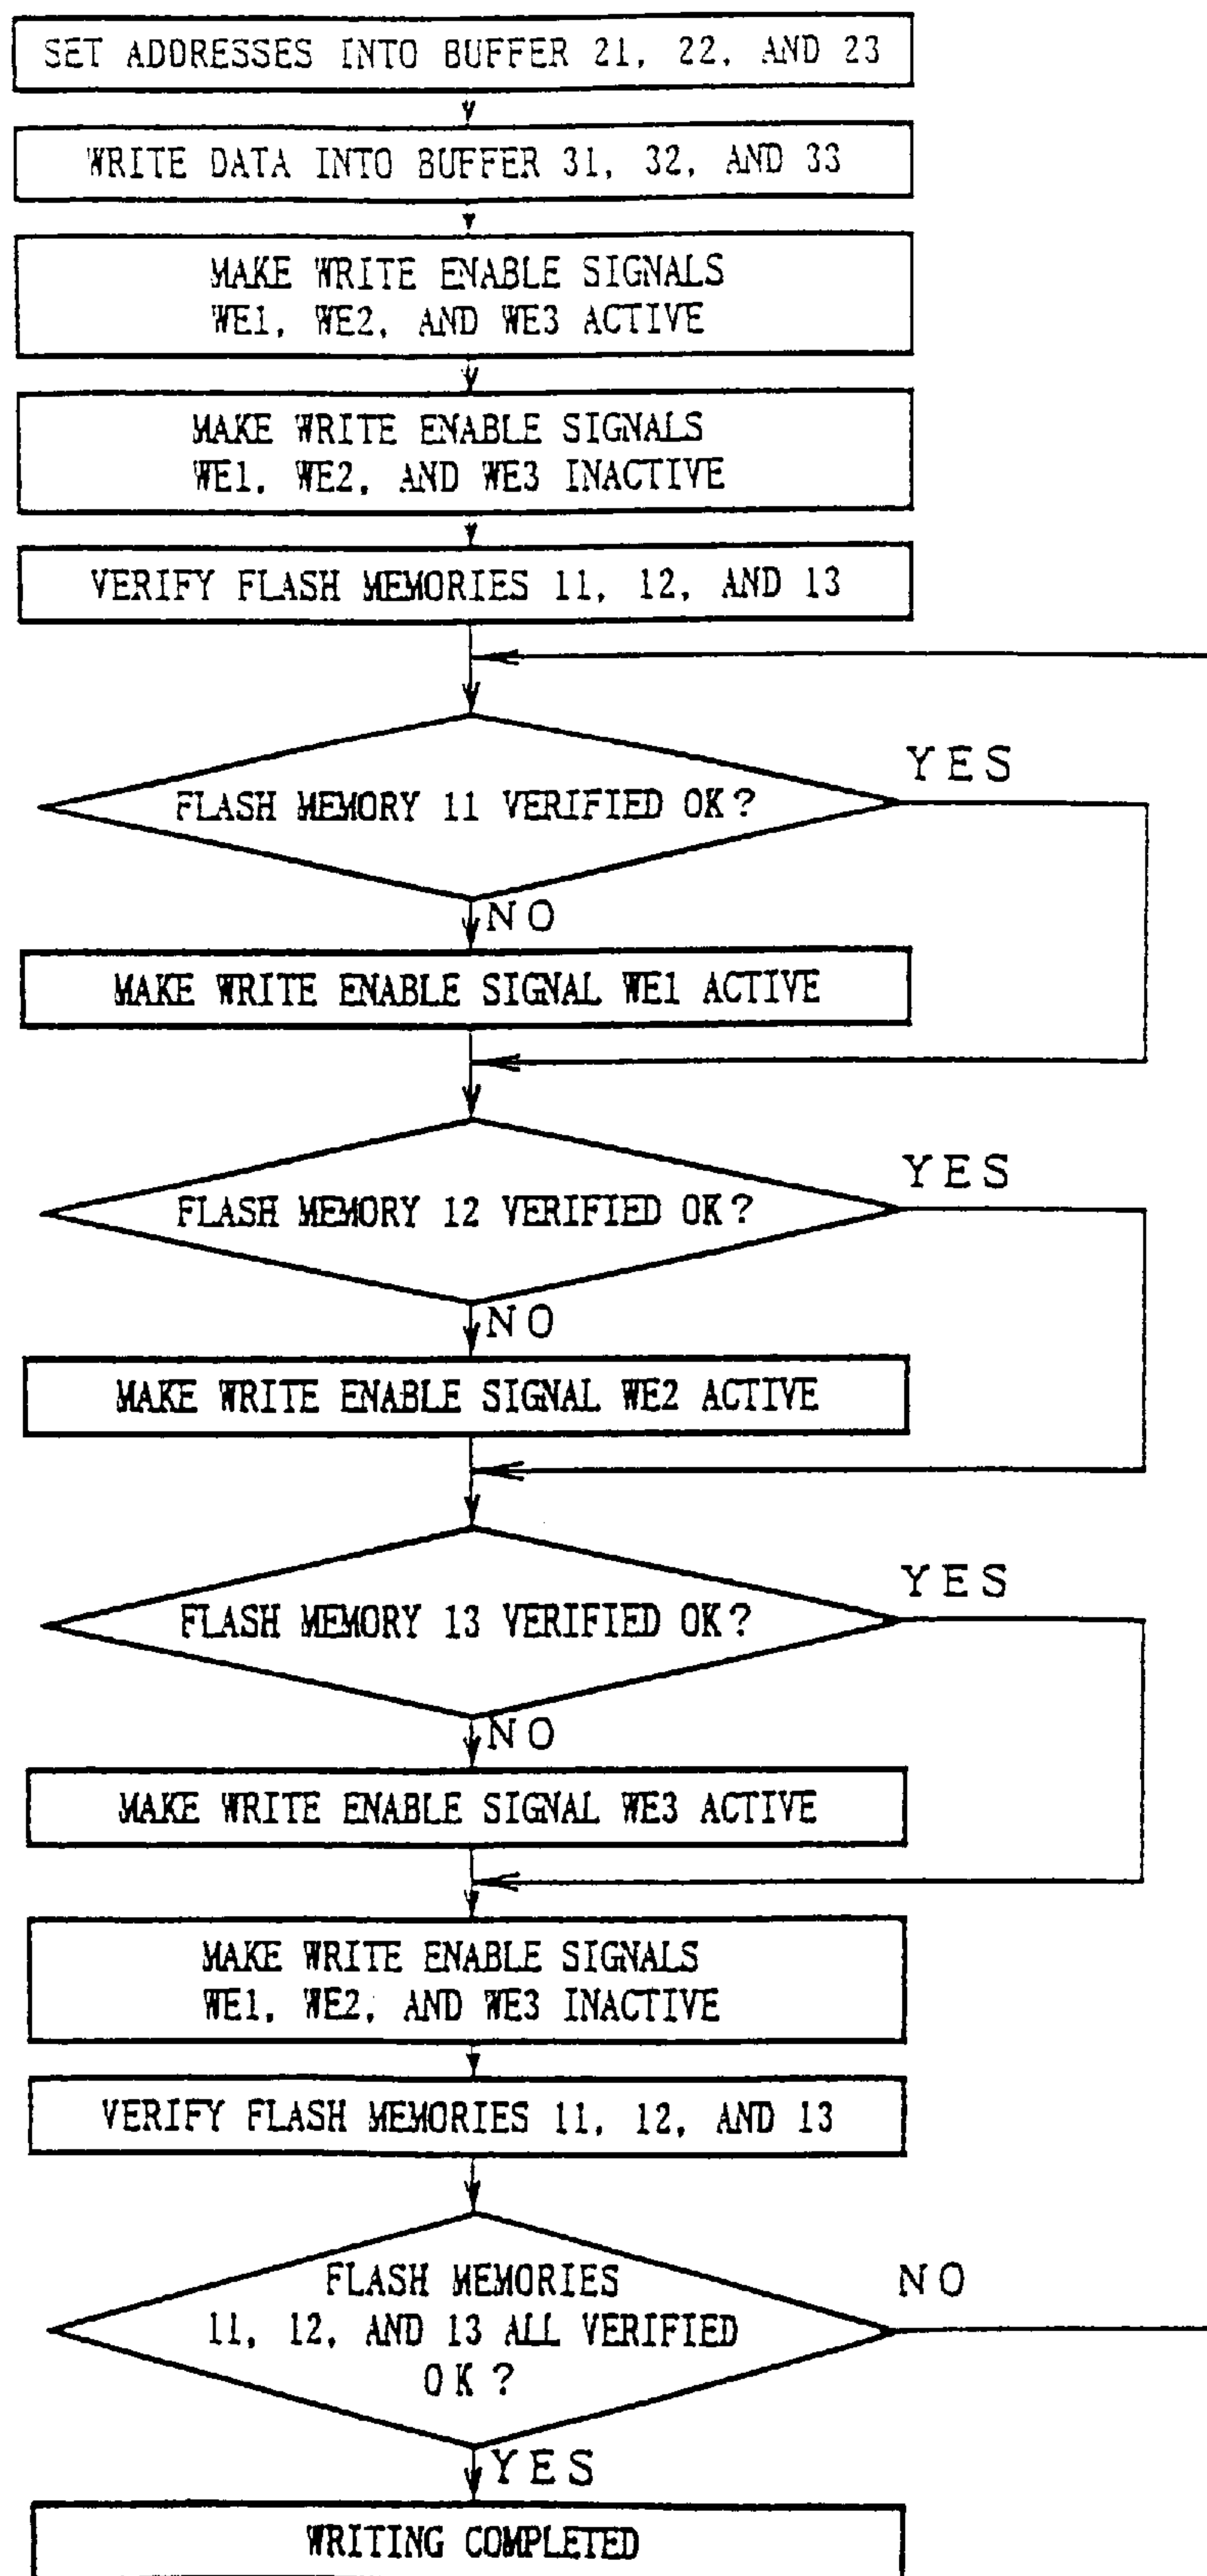 SET ADDRESSES INTO BUFFER 21, 22, AND 23
WRITE DATA INTO BUFFER 31, 32, AND 33
MAKE WRITE ENABLE SIGNALS
WE1, WE2, AND WE3 ACTIVE
MAKE WRITE ENABLE SIGNALS
WE1, WE2, AND WE3 INACTIVE
VERIFY FLASH MEMORIES 11, 12, AND 13
YES
FLASH MEMORY 11 VERIFIED OK?
NO
MAKE WRITE ENABLE SIGNAL WE1 ACTIVE
YES
FLASH MEMORY 12 VERIFIED OK?
NO
MAKE WRITE ENABLE SIGNAL WE2 ACTIVE
YES
FLASH MEMORY 13 VERIFIED OK?
NO
MAKE WRITE ENABLE SIGNAL WE3 ACTIVE
MAKE WRITE ENABLE SIGNALS
WE1, WE2, AND WE3 INACTIVE
VERIFY FLASH MEMORIES 11, 12, AND 13
FLASH MEMORIES
NO
11, 12, AND 13 ALL VERIFIED
OK?
YES
WRITING COMPLETED